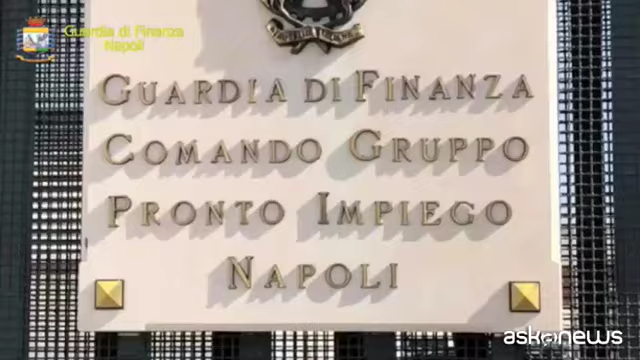 Guardia di Finanza
Napoli
GUARDIA DI FINANZA
COMANDO GRUPPO
PRONTO IMPIEGO
NAPOLI
askanews